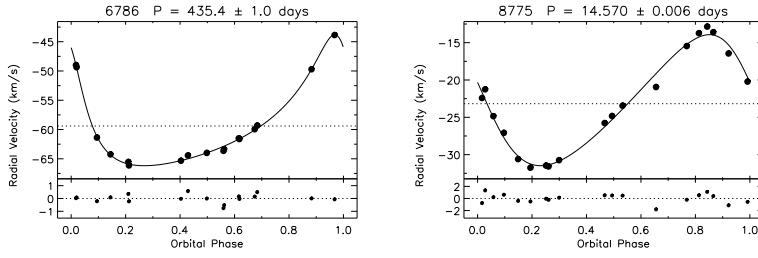 6786 P = 435.4 ± 1.0 days
-45
-50
-55
-60
-65
Radial Velocity (km/s)
1
0
-1
0.0 0.2 0.4 0.6 0.8 1.0
Orbital Phase
8775 P = 14.570 ± 0.006 days
-15
-20
-25
-30
Radial Velocity (km/s)
2
0
-2
0.0 0.2 0.4 0.6 0.8 1.0
Orbital Phase